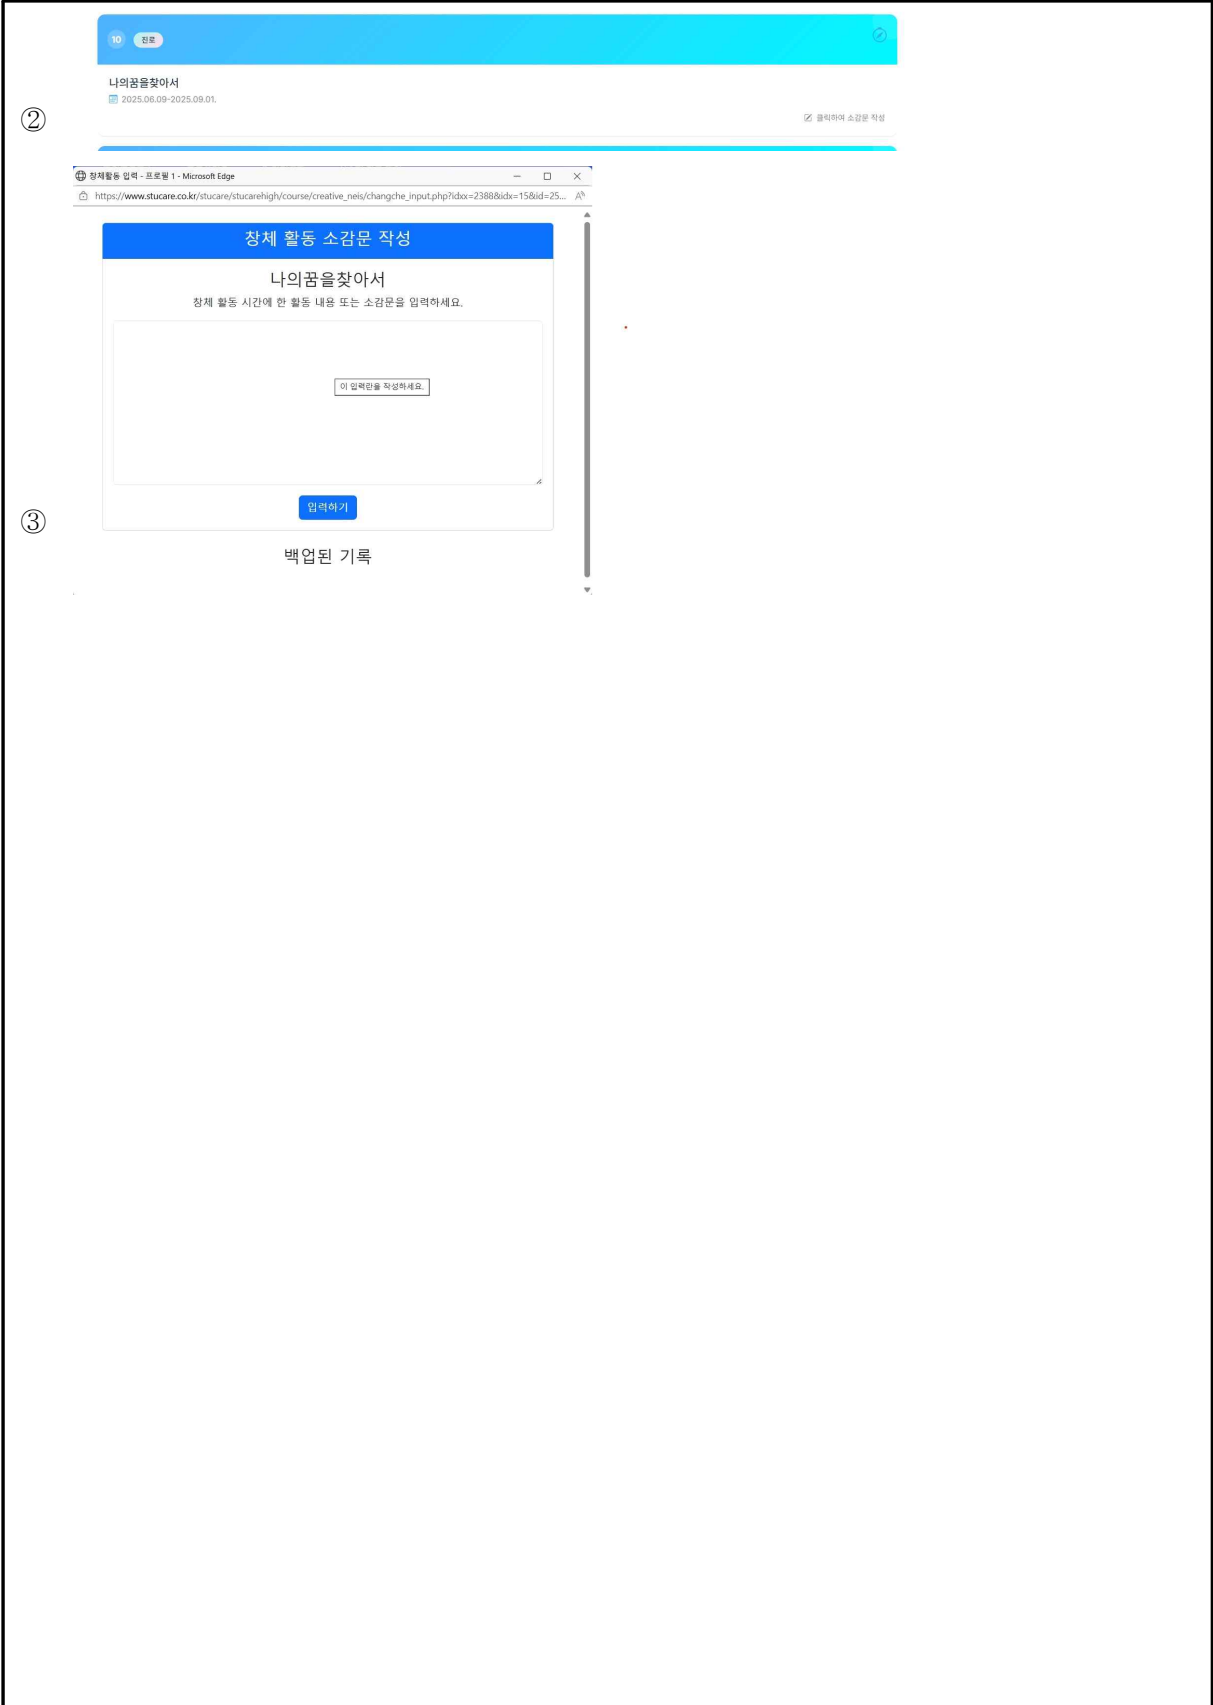 10 진로
나의꿈을찾아서
2025.06.09-2025.09.01.
②
클릭하여 소감문 작성
창체활동 입력 - 프로필 1 - Microsoft Edge
https://www.stucare.co.kr/stucare/stucarehigh/course/creative_neis/changche_input.php?idxx=2388&idx=15&id=25...
창체 활동 소감문 작성
나의꿈을찾아서
창체 활동 시간에 한 활동 내용 또는 소감문을 입력하세요.
이 입력란을 작성하세요.
입력하기
③
백업된 기록